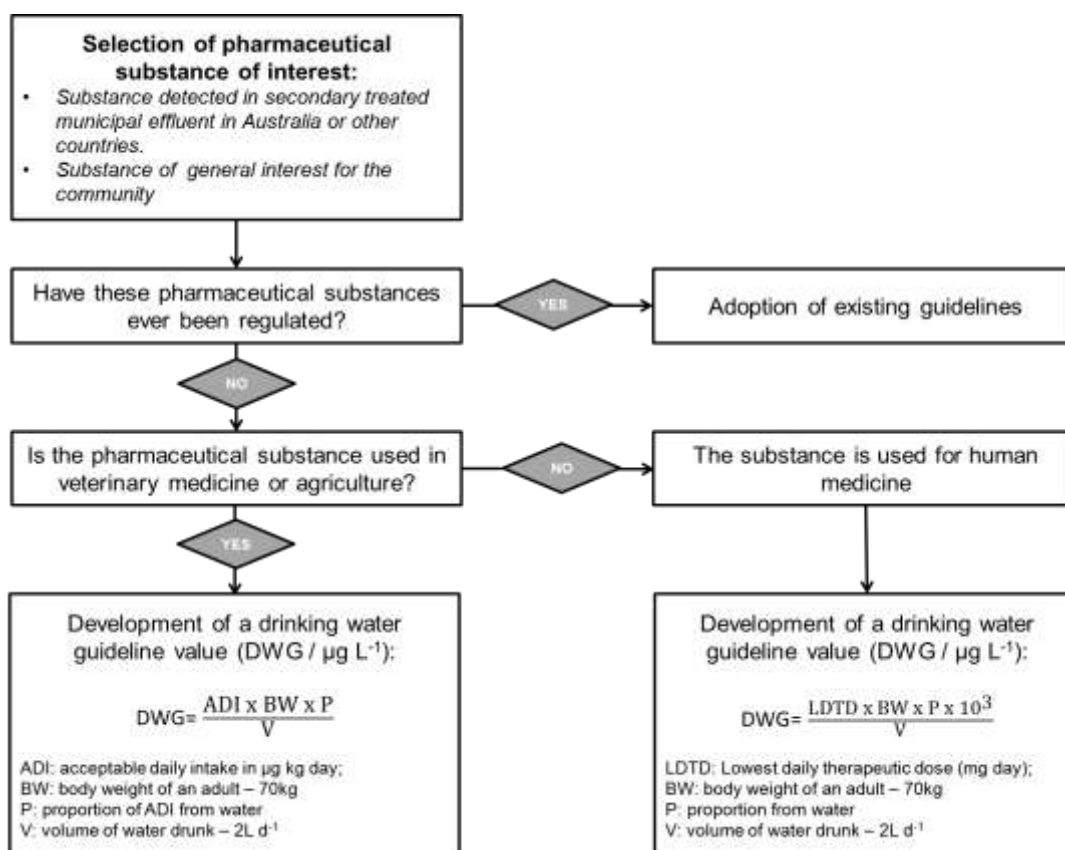 Selection of pharmaceutical
substance of interest:
• Substance detected in secondary treated
municipal effluent in Australia or other
countries.
• Substance of general interest for the
community
Have these pharmaceutical substances
ever been regulated?
YES
Adoption of existing guidelines
NO
Is the pharmaceutical substance used in
veterinary medicine or agriculture?
NO
The substance is used for human
medicine
YES
Development of a drinking water
guideline value (DWG / µg L⁻¹):
DWG= ADI x BW x P
V
ADI: acceptable daily intake in µg kg day;
BW: body weight of an adult – 70kg
P: proportion of ADI from water
V: volume of water drunk – 2L d⁻¹
Development of a drinking water
guideline value (DWG / µg L⁻¹):
DWG= LDTD x BW x P x 10³
V
LDTD: Lowest daily therapeutic dose (mg day);
BW: body weight of an adult – 70kg
P: proportion from water
V: volume of water drunk – 2L d⁻¹